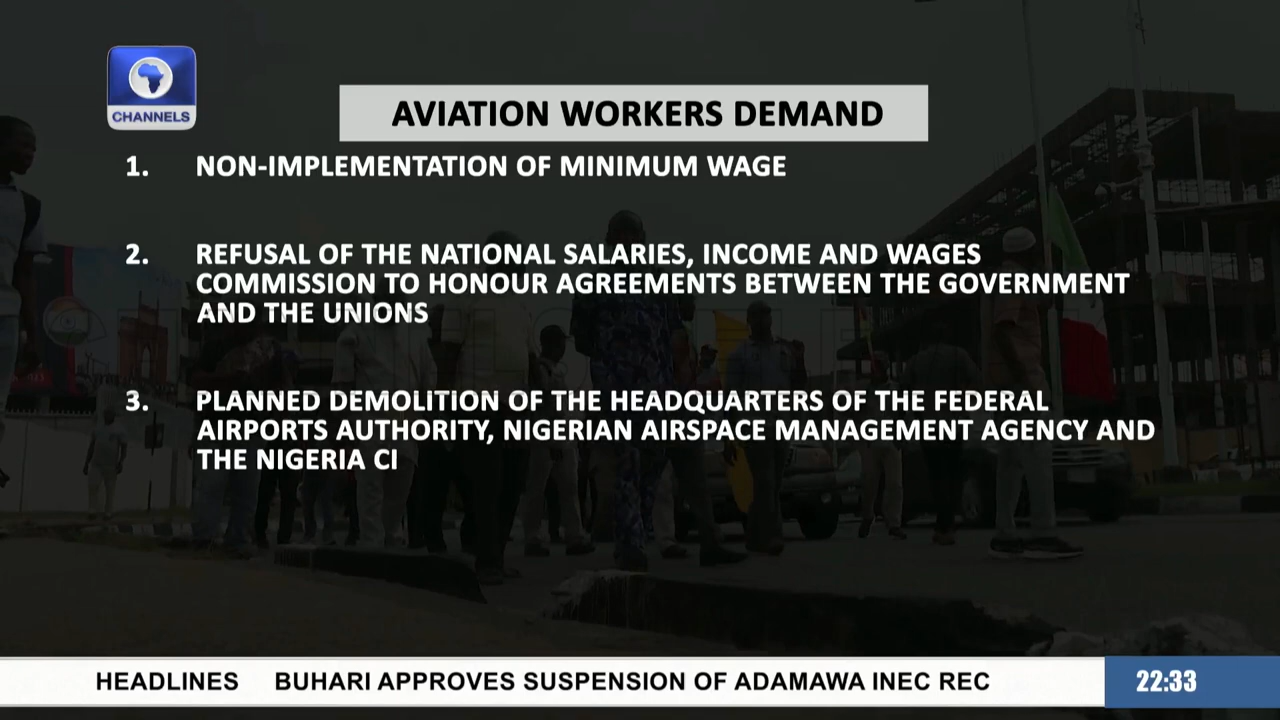 CHANNELS
AVIATION WORKERS DEMAND
1. NON-IMPLEMENTATION OF MINIMUM WAGE
2. REFUSAL OF THE NATIONAL SALARIES, INCOME AND WAGES
COMMISSION TO HONOUR AGREEMENTS BETWEEN THE GOVERNMENT
AND THE UNIONS
3. PLANNED DEMOLITION OF THE HEADQUARTERS OF THE FEDERAL
AIRPORTS AUTHORITY, NIGERIAN AIRSPACE MANAGEMENT AGENCY AND
THE NIGERIA CI
HEADLINES BUHARI APPROVES SUSPENSION OF ADAMAWA INEC REC
22:33